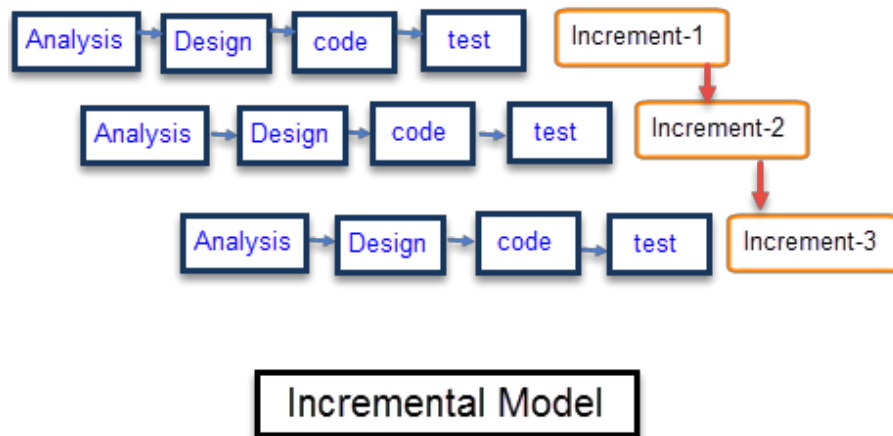 Analysis Design code test Increment-1
Analysis Design code test Increment-2
Analysis Design code test Increment-3
Incremental Model